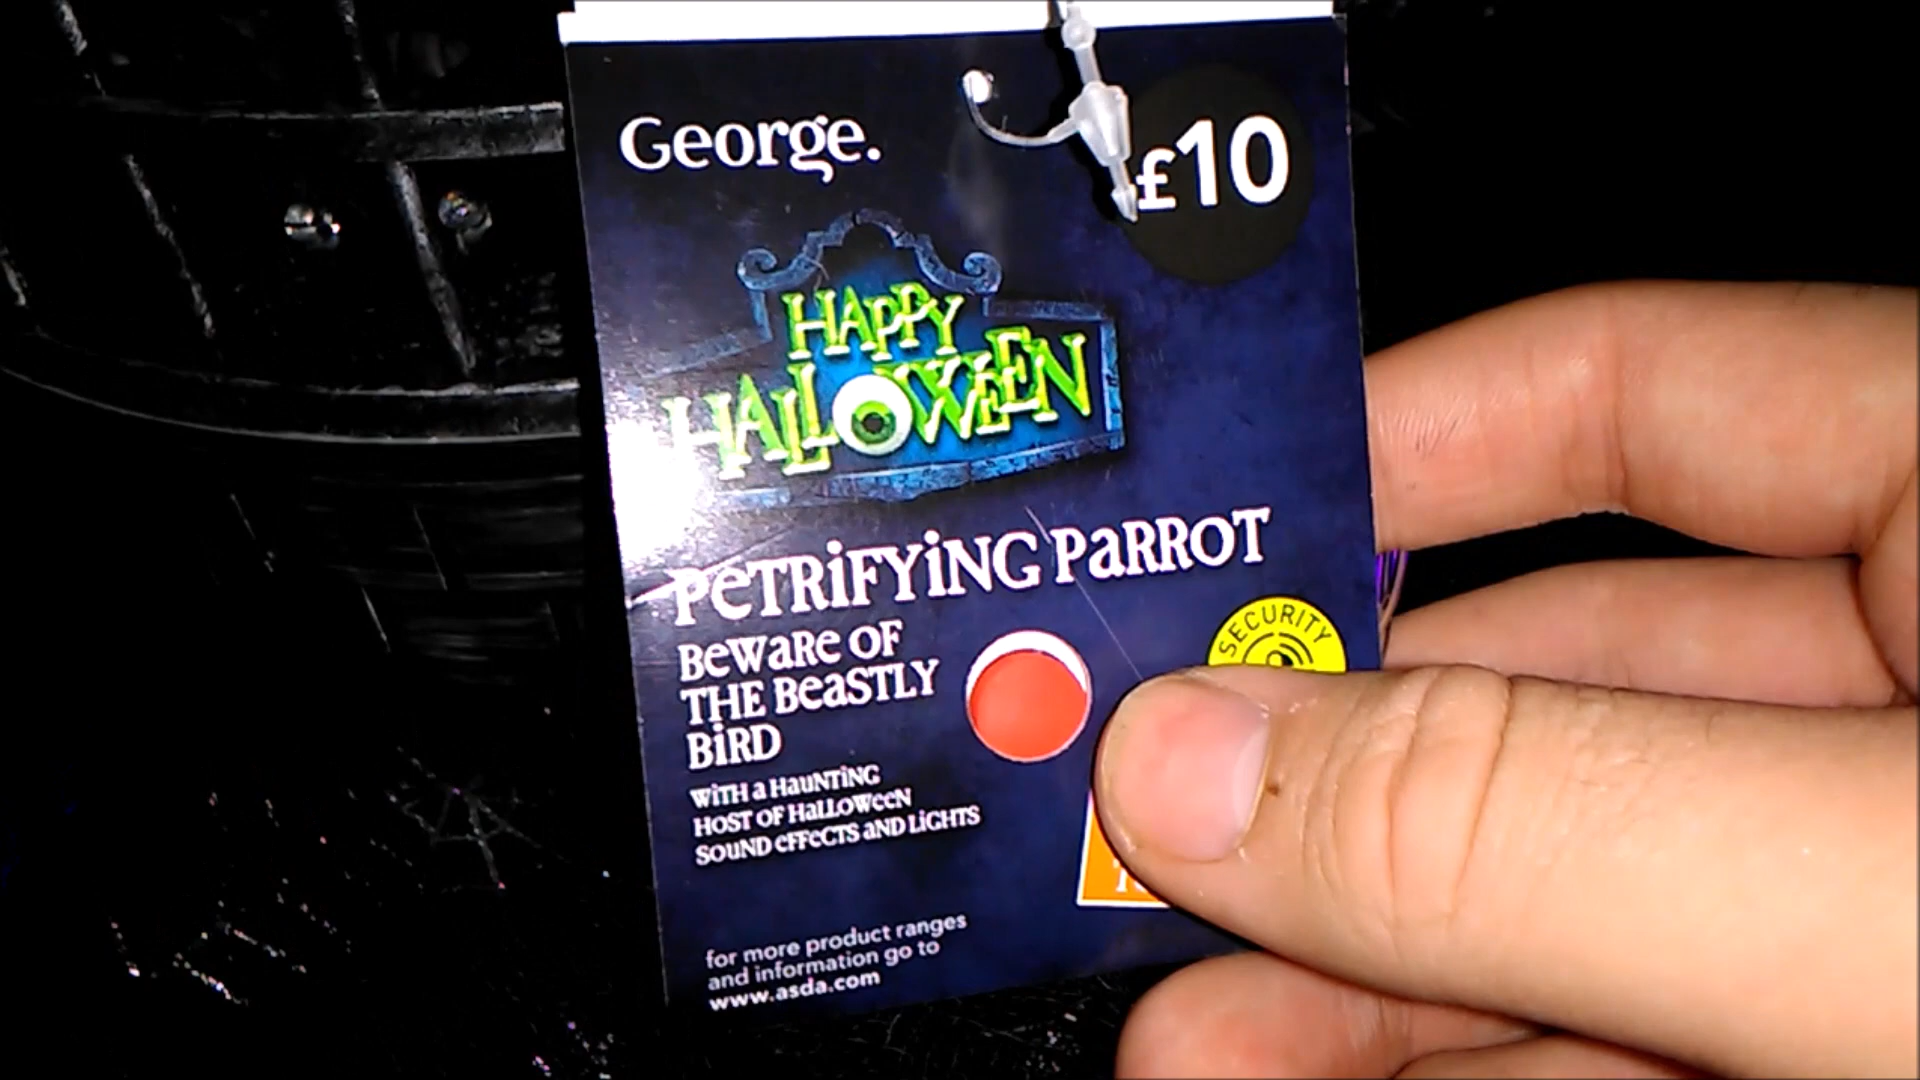 George.
£10
HAPPY
HALLOWEEN
PeTRiFYiNG PaRROT
BeWaRe OF
THE BeaSTLY
BiRD
WiTH a HauNTiNG
HOST OF HaLLOWeeN
SOUND eFFeCTS aND LiGHTS
SECURITY
for more product ranges
and information go to
www.asda.com